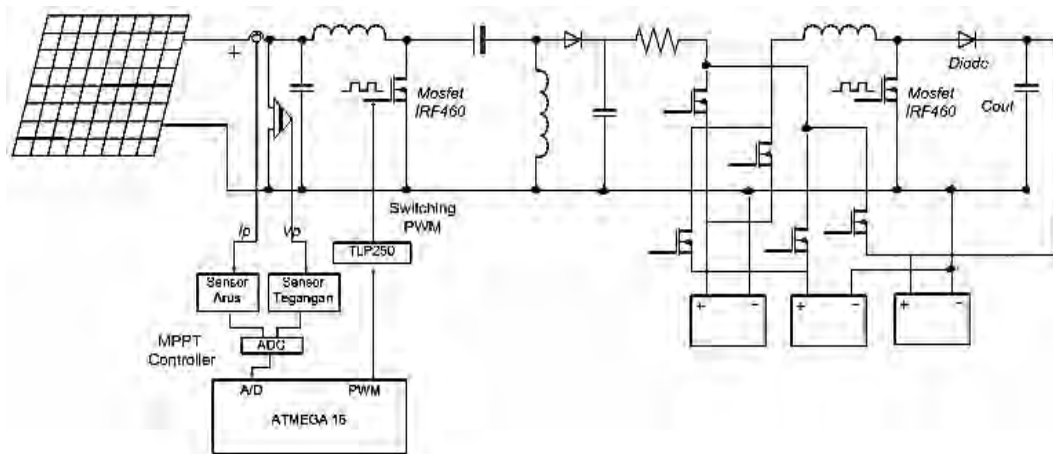 +
Mosfet
IRF460
Mosfet
IRF460
Diode
Cout
Switching
PWM
Ip
Vp
TLP250
Sensor
Arus
Sensor
Tegangan
MPPT
Controller
ADC
A/D
PWM
ATMEGA 16
+ -
+ -
+ -